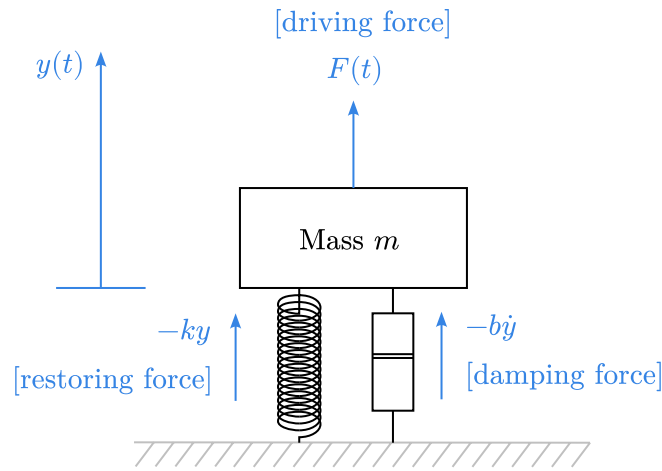 [driving force]
F(t)
y(t)
Mass m
−ky
−bẏ
[restoring force]
[damping force]